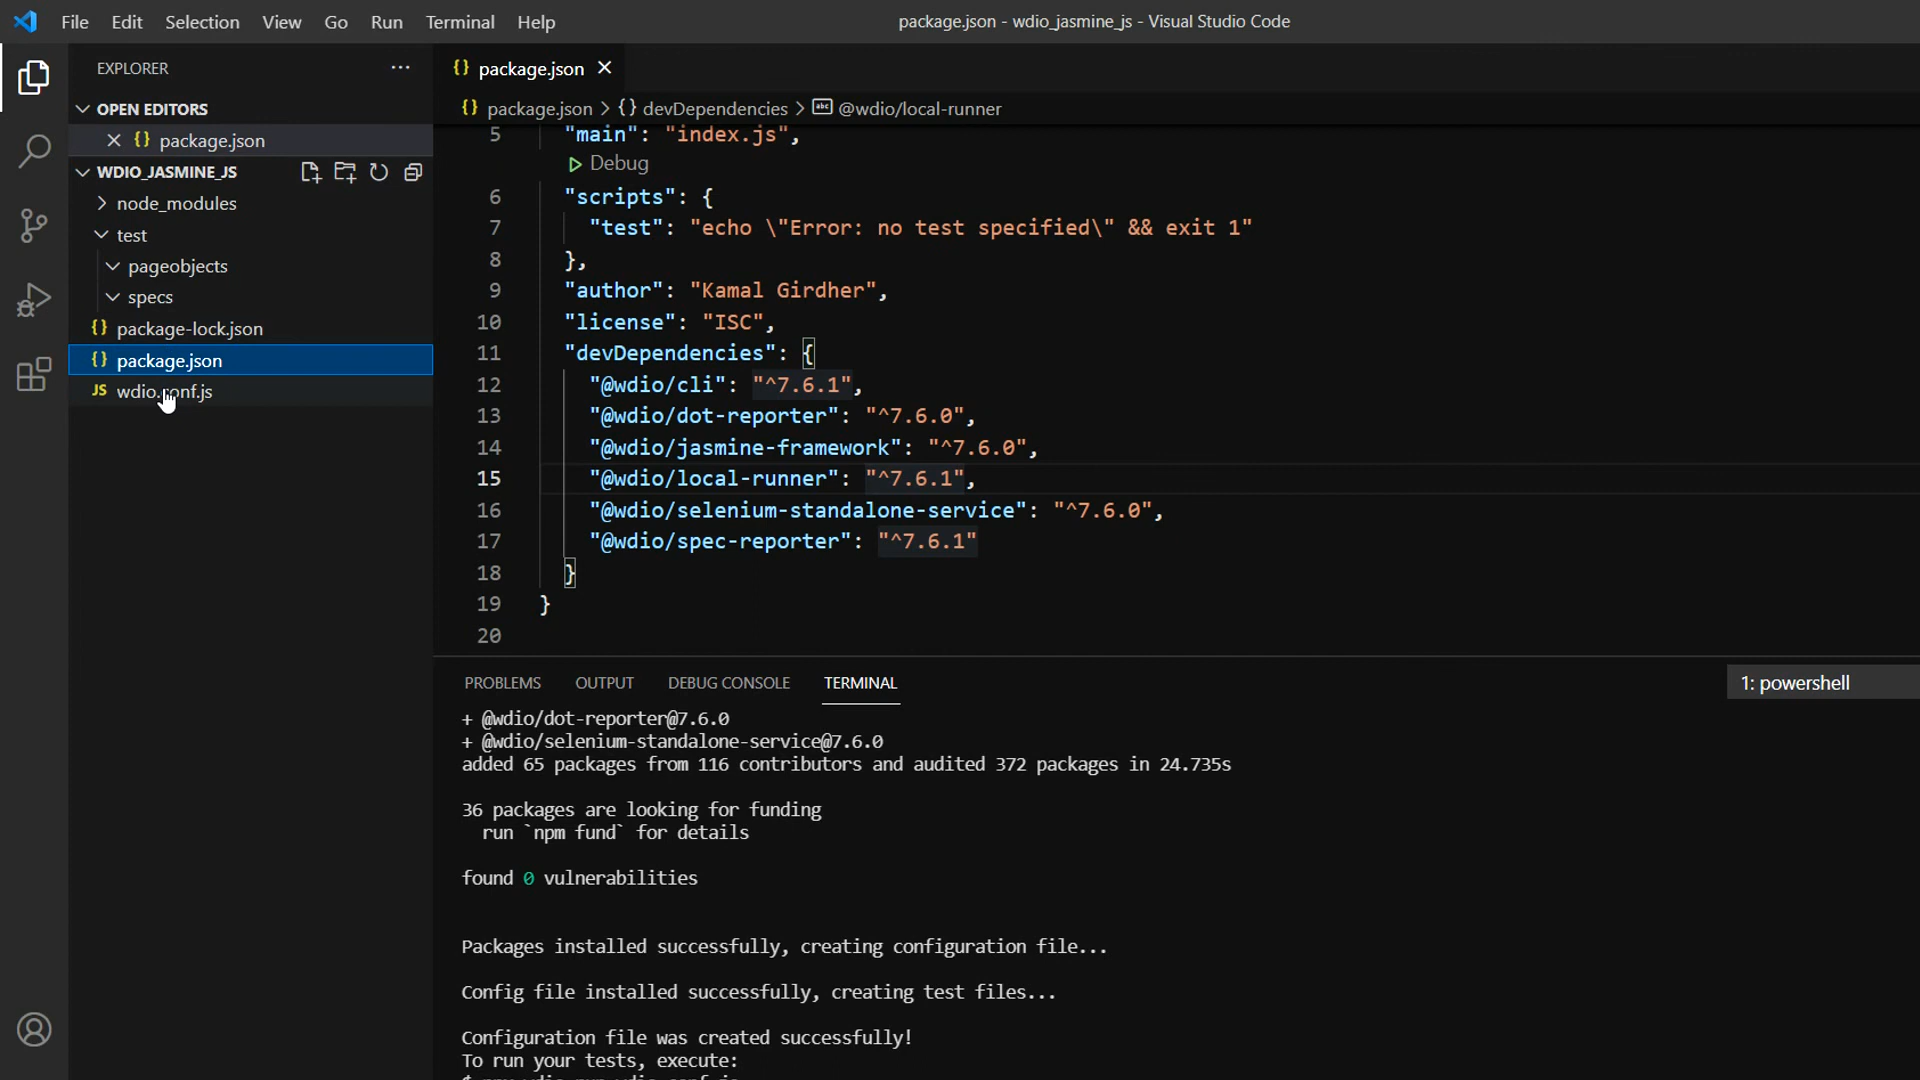 File Edit Selection View Go Run Terminal Help
package.json - wdio_jasmine_js - Visual Studio Code
EXPLORER
OPEN EDITORS
package.json
WDIO_JASMINE_JS
node_modules
test
pageobjects
specs
package-lock.json
package.json
JS wdio.conf.js
package.json
package.json > {} devDependencies > abc @wdio/local-runner
5 "main": "index.js",
Debug
6 "scripts": {
7 "test": "echo \"Error: no test specified\" && exit 1"
8 },
9 "author": "Kamal Girdher",
10 "license": "ISC",
11 "devDependencies": {
12 "@wdio/cli": "^7.6.1",
13 "@wdio/dot-reporter": "^7.6.0",
14 "@wdio/jasmine-framework": "^7.6.0",
15 "@wdio/local-runner": "^7.6.1",
16 "@wdio/selenium-standalone-service": "^7.6.0",
17 "@wdio/spec-reporter": "^7.6.1"
18 }
19 }
20
PROBLEMS OUTPUT DEBUG CONSOLE TERMINAL
1: powershell
+ @wdio/dot-reporter@7.6.0
+ @wdio/selenium-standalone-service@7.6.0
added 65 packages from 116 contributors and audited 372 packages in 24.735s
36 packages are looking for funding
run `npm fund` for details
found 0 vulnerabilities
Packages installed successfully, creating configuration file...
Config file installed successfully, creating test files...
Configuration file was created successfully!
To run your tests, execute: